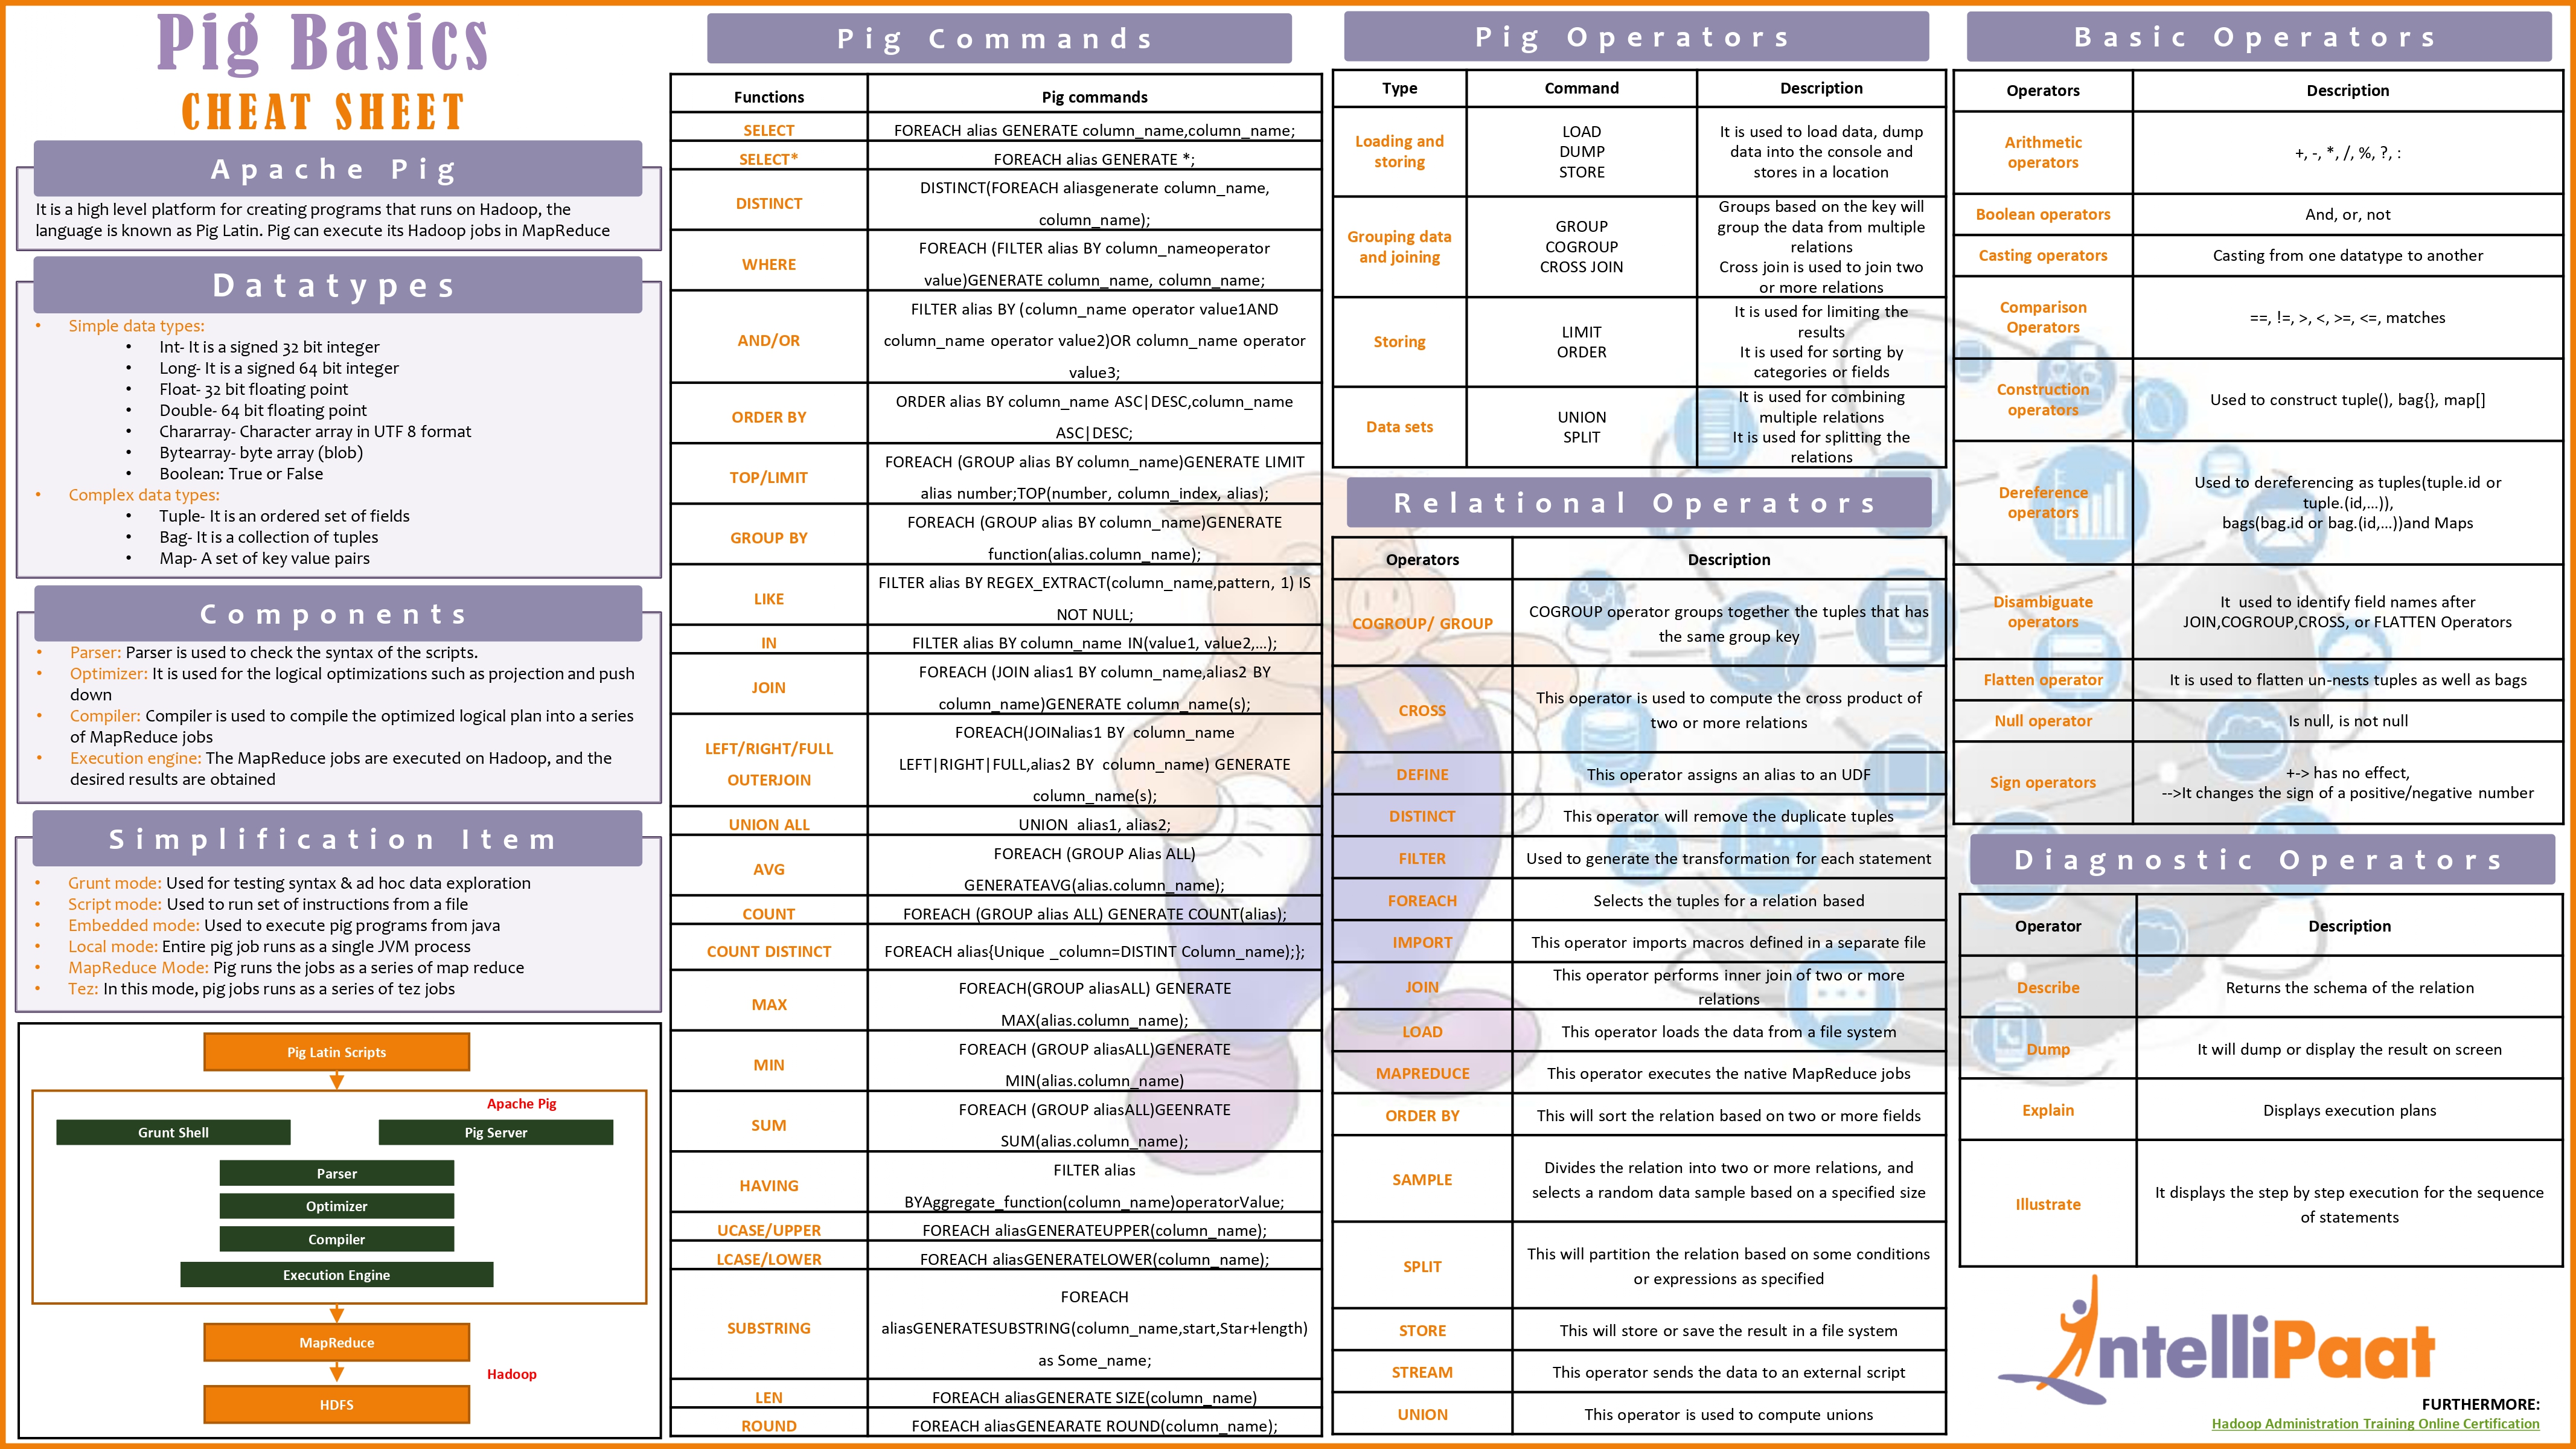 Pig Basics
CHEAT SHEET
Apache Pig
It is a high level platform for creating programs that runs on Hadoop, the
language is known as Pig Latin. Pig can execute its Hadoop jobs in MapReduce
Datatypes
• Simple data types:
• Int- It is a signed 32 bit integer
• Long- It is a signed 64 bit integer
• Float- 32 bit floating point
• Double- 64 bit floating point
• Chararray- Character array in UTF 8 format
• Bytearray- byte array (blob)
• Boolean: True or False
• Complex data types:
• Tuple- It is an ordered set of fields
• Bag- It is a collection of tuples
• Map- A set of key value pairs
Components
• Parser: Parser is used to check the syntax of the scripts.
• Optimizer: It is used for the logical optimizations such as projection and push
down
• Compiler: Compiler is used to compile the optimized logical plan into a series
of MapReduce jobs
• Execution engine: The MapReduce jobs are executed on Hadoop, and the
desired results are obtained
Simplification Item
• Grunt mode: Used for testing syntax & ad hoc data exploration
• Script mode: Used to run set of instructions from a file
• Embedded mode: Used to execute pig programs from java
• Local mode: Entire pig job runs as a single JVM process
• MapReduce Mode: Pig runs the jobs as a series of map reduce
• Tez: In this mode, pig jobs runs as a series of tez jobs
Pig Latin Scripts
Apache Pig
Grunt Shell
Pig Server
Parser
Optimizer
Compiler
Execution Engine
MapReduce
Hadoop
HDFS
Pig Commands
Functions
Pig commands
SELECT
FOREACH alias GENERATE column_name,column_name;
SELECT*
FOREACH alias GENERATE *;
DISTINCT
DISTINCT(FOREACH aliasgenerate column_name,
column_name);
WHERE
FOREACH (FILTER alias BY column_nameoperator
value)GENERATE column_name, column_name;
AND/OR
FILTER alias BY (column_name operator value1AND
column_name operator value2)OR column_name operator
value3;
ORDER BY
ORDER alias BY column_name ASC|DESC,column_name
ASC|DESC;
TOP/LIMIT
FOREACH (GROUP alias BY column_name)GENERATE LIMIT
alias number;TOP(number, column_index, alias);
GROUP BY
FOREACH (GROUP alias BY column_name)GENERATE
function(alias.column_name);
LIKE
FILTER alias BY REGEX_EXTRACT(column_name,pattern, 1) IS
NOT NULL;
IN
FILTER alias BY column_name IN(value1, value2,...);
JOIN
FOREACH (JOIN alias1 BY column_name,alias2 BY
column_name)GENERATE column_name(s);
LEFT/RIGHT/FULL
OUTERJOIN
FOREACH(JOINalias1 BY column_name
LEFT|RIGHT|FULL,alias2 BY column_name) GENERATE
column_name(s);
UNION ALL
UNION alias1, alias2;
AVG
FOREACH (GROUP Alias ALL)
GENERATEAVG(alias.column_name);
COUNT
FOREACH (GROUP alias ALL) GENERATE COUNT(alias);
COUNT DISTINCT
FOREACH alias{Unique _column=DISTINT Column_name);};
MAX
FOREACH(GROUP aliasALL) GENERATE
MAX(alias.column_name);
MIN
FOREACH (GROUP aliasALL)GENERATE
MIN(alias.column_name)
SUM
FOREACH (GROUP aliasALL)GEENRATE
SUM(alias.column_name);
HAVING
FILTER alias
BYAggregate_function(column_name)operatorValue;
UCASE/UPPER
FOREACH aliasGENERATEUPPER(column_name);
LCASE/LOWER
FOREACH aliasGENERATELOWER(column_name);
SUBSTRING
FOREACH
aliasGENERATESUBSTRING(column_name,start,Star+length)
as Some_name;
LEN
FOREACH aliasGENERATE SIZE(column_name)
ROUND
FOREACH aliasGENEARATE ROUND(column_name);
Pig Operators
Type
Command
Description
Loading and
storing
LOAD
DUMP
STORE
It is used to load data, dump
data into the console and
stores in a location
Grouping data
and joining
GROUP
COGROUP
CROSS JOIN
Groups based on the key will
group the data from multiple
relations
Cross join is used to join two
or more relations
Storing
LIMIT
ORDER
It is used for limiting the
results
It is used for sorting by
categories or fields
Data sets
UNION
SPLIT
It is used for combining
multiple relations
It is used for splitting the
relations
Relational Operators
Operators
Description
COGROUP/ GROUP
COGROUP operator groups together the tuples that has
the same group key
CROSS
This operator is used to compute the cross product of
two or more relations
DEFINE
This operator assigns an alias to an UDF
DISTINCT
This operator will remove the duplicate tuples
FILTER
Used to generate the transformation for each statement
FOREACH
Selects the tuples for a relation based
IMPORT
This operator imports macros defined in a separate file
JOIN
This operator performs inner join of two or more
relations
LOAD
This operator loads the data from a file system
MAPREDUCE
This operator executes the native MapReduce jobs
ORDER BY
This will sort the relation based on two or more fields
SAMPLE
Divides the relation into two or more relations, and
selects a random data sample based on a specified size
SPLIT
This will partition the relation based on some conditions
or expressions as specified
STORE
This will store or save the result in a file system
STREAM
This operator sends the data to an external script
UNION
This operator is used to compute unions
Basic Operators
Operators
Description
Arithmetic
operators
+, -, *, /, %, ?, :
Boolean operators
And, or, not
Casting operators
Casting from one datatype to another
Comparison
Operators
==, !=, >, <, >=, <=, matches
Construction
operators
Used to construct tuple(), bag{}, map[]
Dereference
operators
Used to dereferencing as tuples(tuple.id or
tuple.(id,...)),
bags(bag.id or bag.(id,...))and Maps
Disambiguate
operators
It used to identify field names after
JOIN,COGROUP,CROSS, or FLATTEN Operators
Flatten operator
It is used to flatten un-nests tuples as well as bags
Null operator
Is null, is not null
Sign operators
+-> has no effect,
-->It changes the sign of a positive/negative number
Diagnostic Operators
Operator
Description
Describe
Returns the schema of the relation
Dump
It will dump or display the result on screen
Explain
Displays execution plans
Illustrate
It displays the step by step execution for the sequence
of statements
IntelliPaat
FURTHERMORE:
Hadoop Administration Training Online Certification